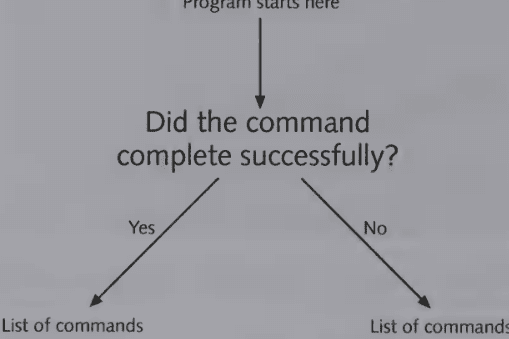 Program starts here
Did the command
complete successfully?
Yes
No
List of commands
List of commands